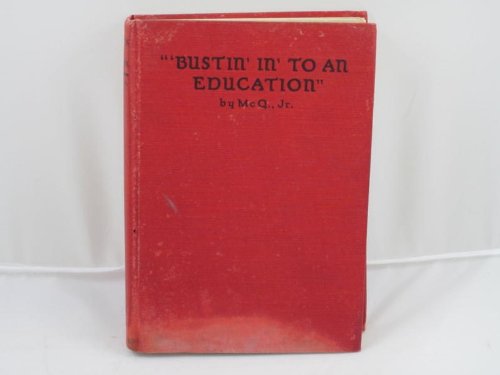 "'BUSTIN' IN' TO AN
EDUCATION"
by McQ., Jr.